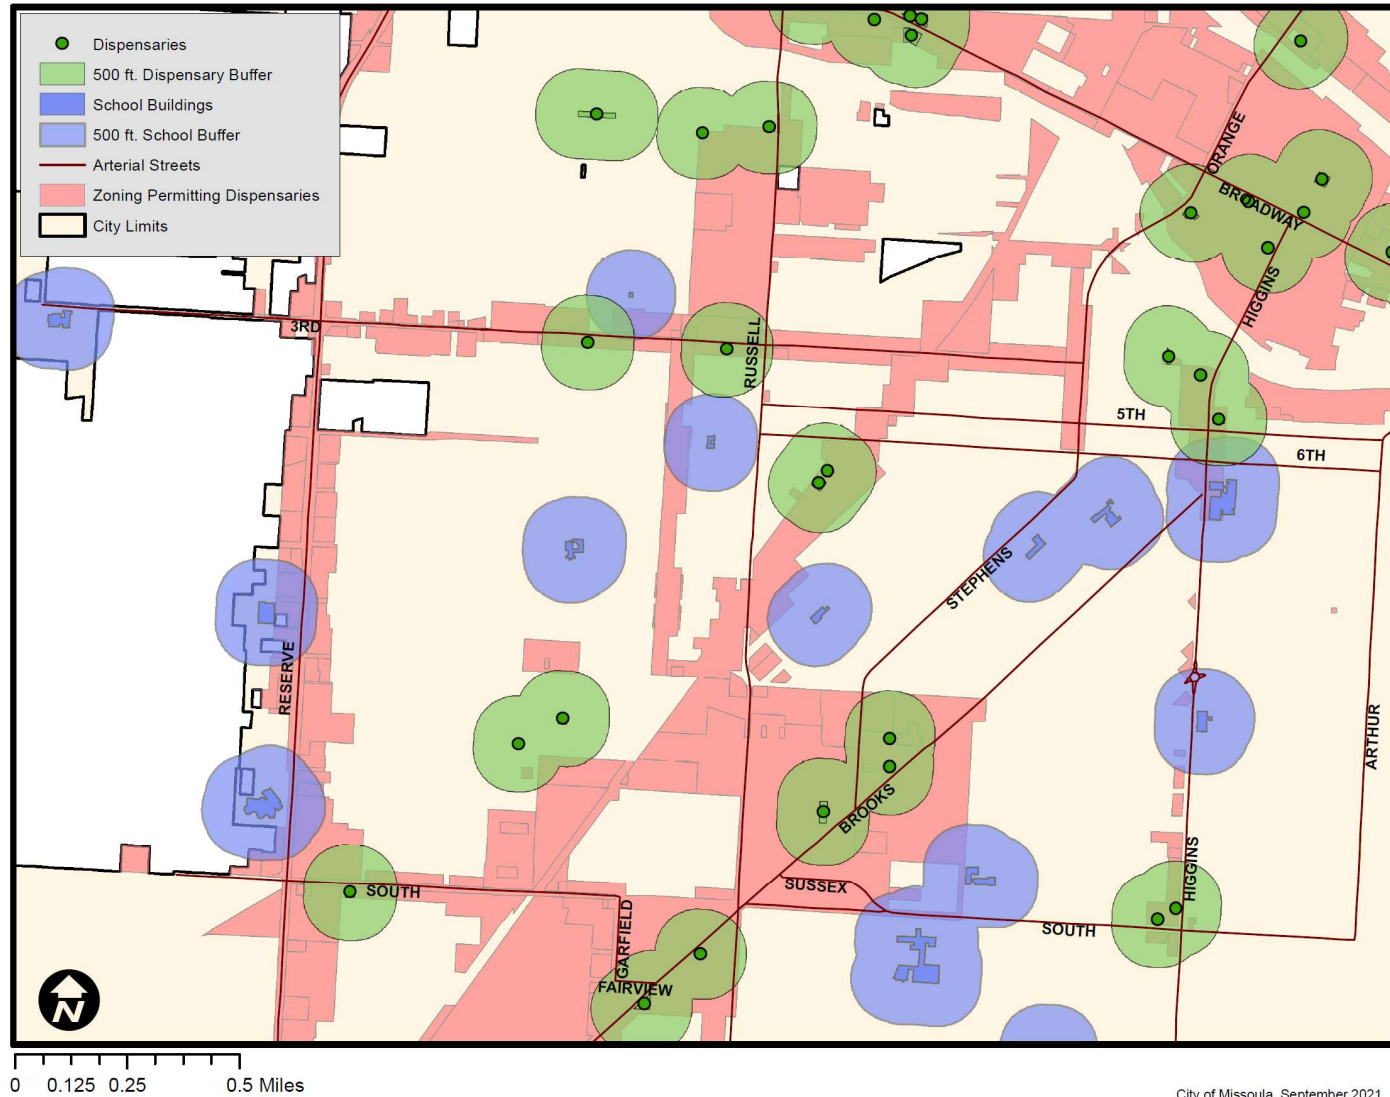 Dispensaries
500 ft. Dispensary Buffer
School Buildings
500 ft. School Buffer
Arterial Streets
Zoning Permitting Dispensaries
City Limits
ORANGE
BROADWAY
HIGGINS
3RD
RUSSELL
5TH
6TH
STEPHENS
RESERVE
ARTHUR
BROOKS
SUSSEX
HIGGINS
SOUTH
SOUTH
GARFIELD
FAIRVIEW
N
0 0.125 0.25 0.5 Miles
City of Missoula, September 2021